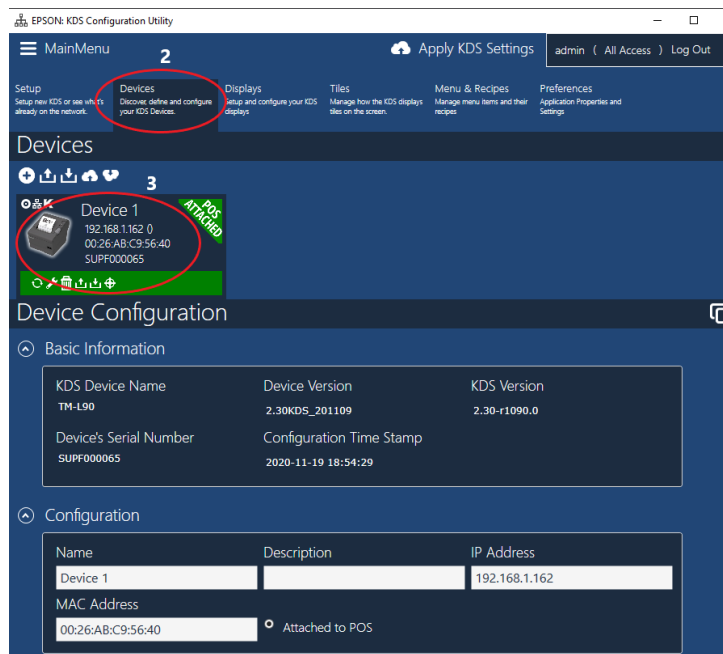 EPSON: KDS Configuration Utility
MainMenu
2
Apply KDS Settings
admin ( All Access ) Log Out
Setup
Setup new KDS or see what's
already on the network.
Devices
Discover, define and configure
your KDS Devices.
Displays
Setup and configure your KDS
displays
Tiles
Manage how the KDS displays
tiles on the screen.
Menu & Recipes
Manage menu items and their
recipes
Preferences
Application Properties and
Settings
Devices
3
K
Device 1
192.168.1.162 ()
00:26:AB:C9:56:40
SUPF000065
POS
ATTACHED
Device Configuration
Basic Information
KDS Device Name
TM-L90
Device Version
2.30KDS_201109
KDS Version
2.30-r1090.0
Device's Serial Number
SUPF000065
Configuration Time Stamp
2020-11-19 18:54:29
Configuration
Name
Device 1
Description
IP Address
192.168.1.162
MAC Address
00:26:AB:C9:56:40
Attached to POS